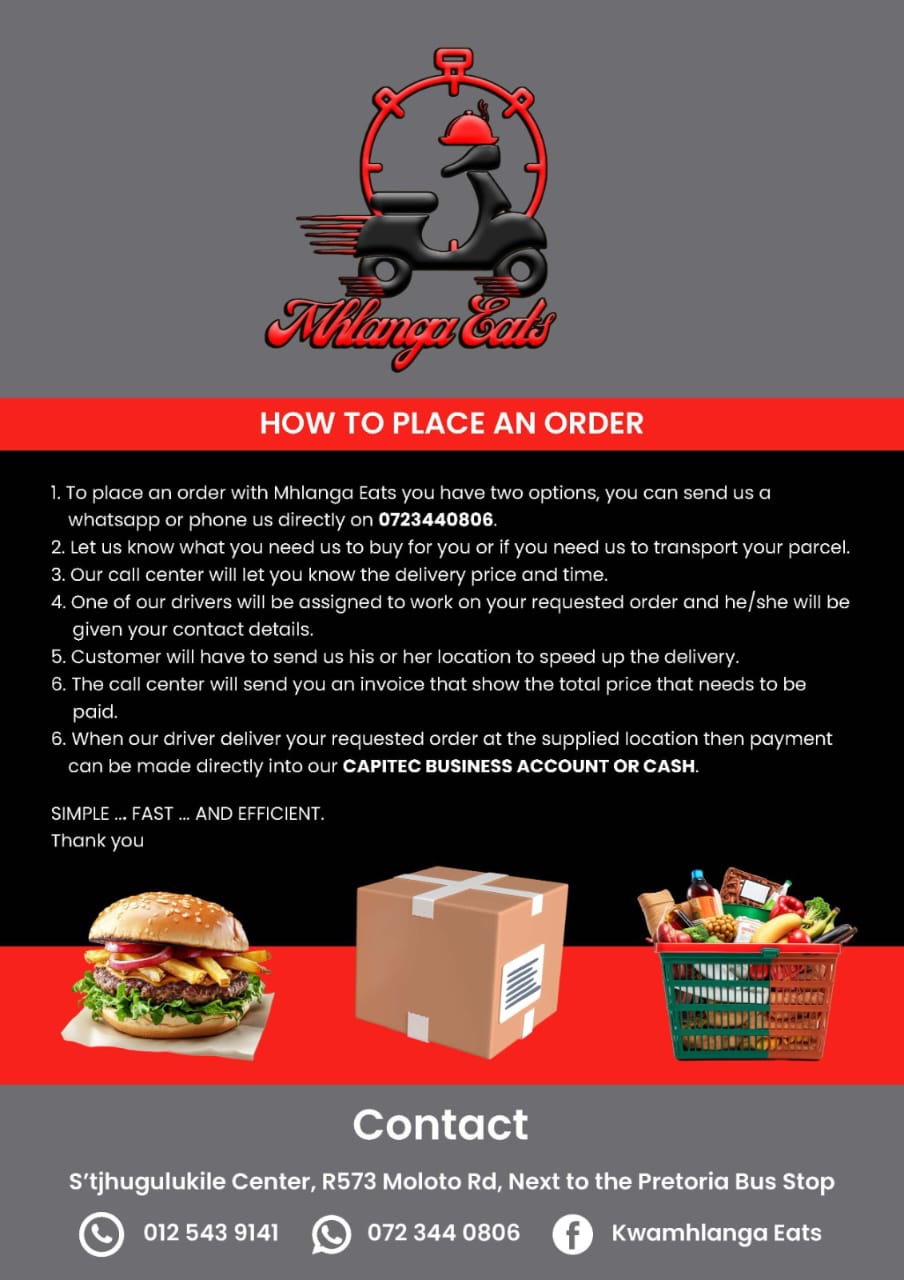 Mhlanga Eats
HOW TO PLACE AN ORDER
1. To place an order with Mhlanga Eats you have two options, you can send us a
whatsapp or phone us directly on 0723440806.
2. Let us know what you need us to buy for you or if you need us to transport your parcel.
3. Our call center will let you know the delivery price and time.
4. One of our drivers will be assigned to work on your requested order and he/she will be
given your contact details.
5. Customer will have to send us his or her location to speed up the delivery.
6. The call center will send you an invoice that show the total price that needs to be
paid.
6. When our driver deliver your requested order at the supplied location then payment
can be made directly into our CAPITEC BUSINESS ACCOUNT OR CASH.
SIMPLE ... FAST ... AND EFFICIENT.
Thank you
Contact
S'tjhugulukile Center, R573 Moloto Rd, Next to the Pretoria Bus Stop
012 543 9141 072 344 0806 Kwamhlanga Eats